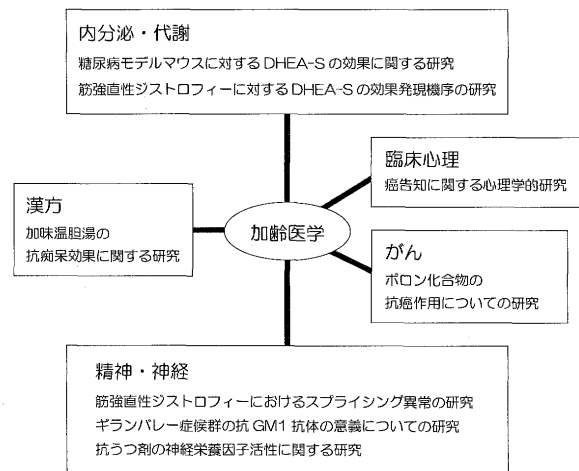 内分泌・代謝
糖尿病モデルマウスに対するDHEA-Sの効果に関する研究
筋強直性ジストロフィーに対するDHEA-Sの効果発現機序の研究
臨床心理
癌告知に関する心理学的研究
漢方
加味温胆湯の
抗痴呆効果に関する研究
加齢医学
がん
ボロン化合物の
抗癌作用についての研究
精神・神経
筋強直性ジストロフィーにおけるスプライシング異常の研究
ギランバレー症候群の抗GM1抗体の意義についての研究
抗うつ剤の神経栄養因子活性に関する研究